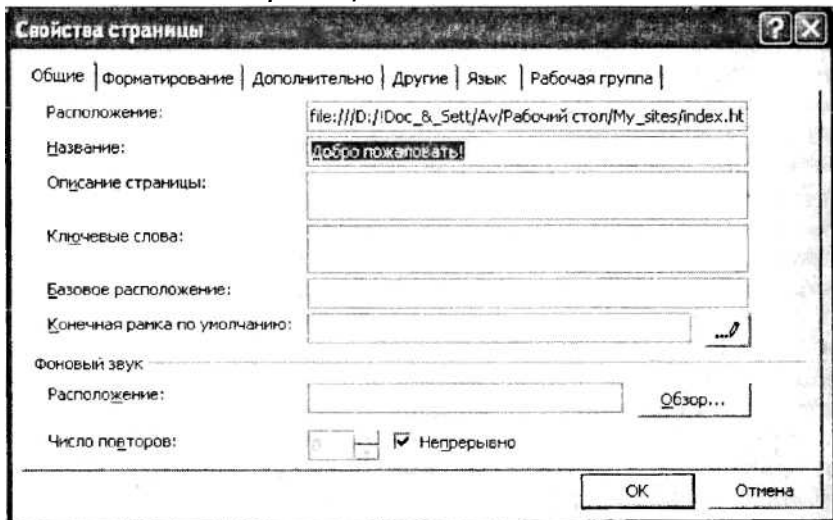 Свойства страницы
Общие Форматирование Дополнительно Другие Язык Рабочая группа
Расположение: file:///D:/!Doc_&_Sett/Av/Рабочий стол/My_sites/index.ht
Название: Добро пожаловать!
Описание страницы:
Ключевые слова:
Базовое расположение:
Конечная рамка по умолчанию:
Фоновый звук
Расположение: Обзор...
Число повторов: 0 Непрерывно
ОК Отмена